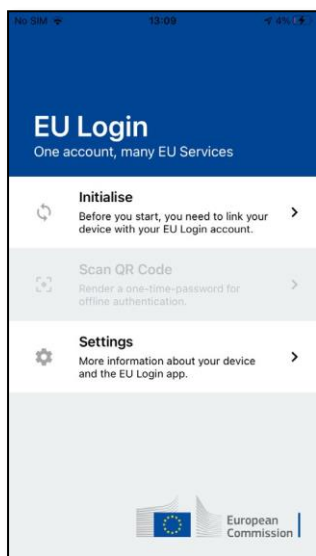 No SIM 13:09 4%
EU Login
One account, many EU Services
Initialise
Before you start, you need to link your
device with your EU Login account.
Scan QR Code
Render a one-time-password for
offline authentication.
Settings
More information about your device
and the EU Login app.
European
Commission